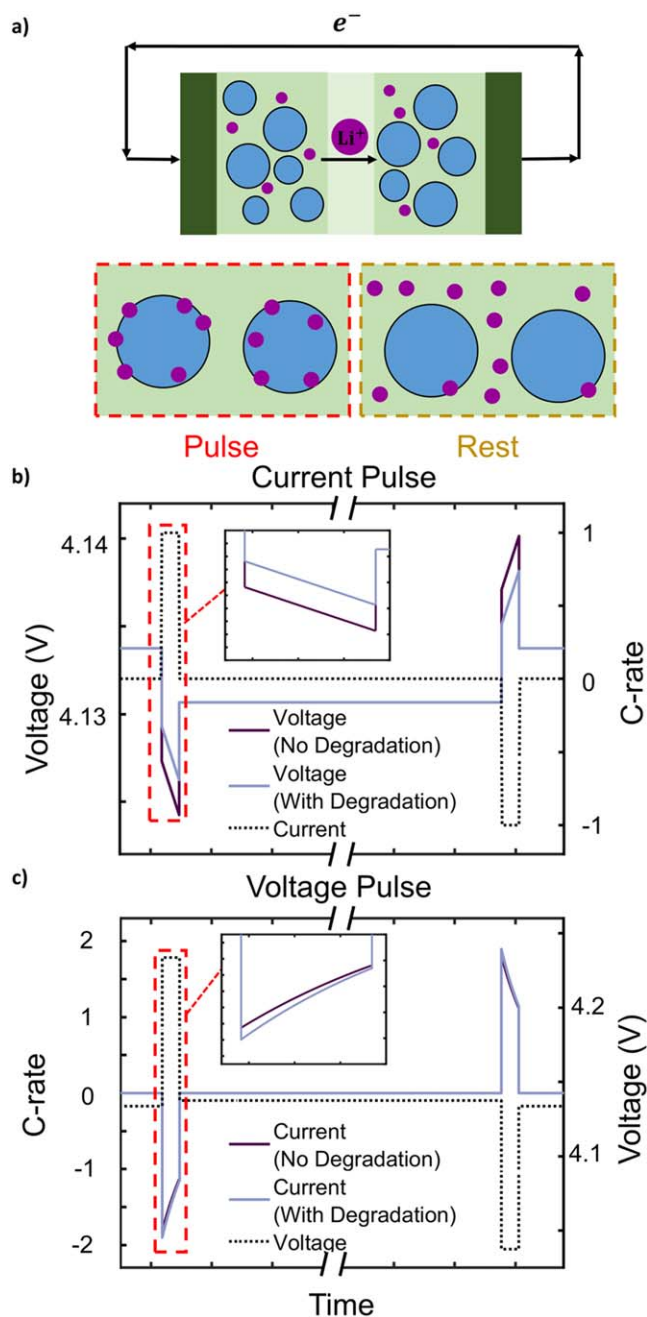 a)
e⁻
Li⁺
Pulse
Rest
b)
Current Pulse
4.14
4.13
Voltage (V)
1
0
-1
C-rate
Voltage
(No Degradation)
Voltage
(With Degradation)
Current
c)
Voltage Pulse
2
1
0
-1
-2
C-rate
4.2
4.1
Voltage (V)
Current
(No Degradation)
Current
(With Degradation)
Voltage
Time